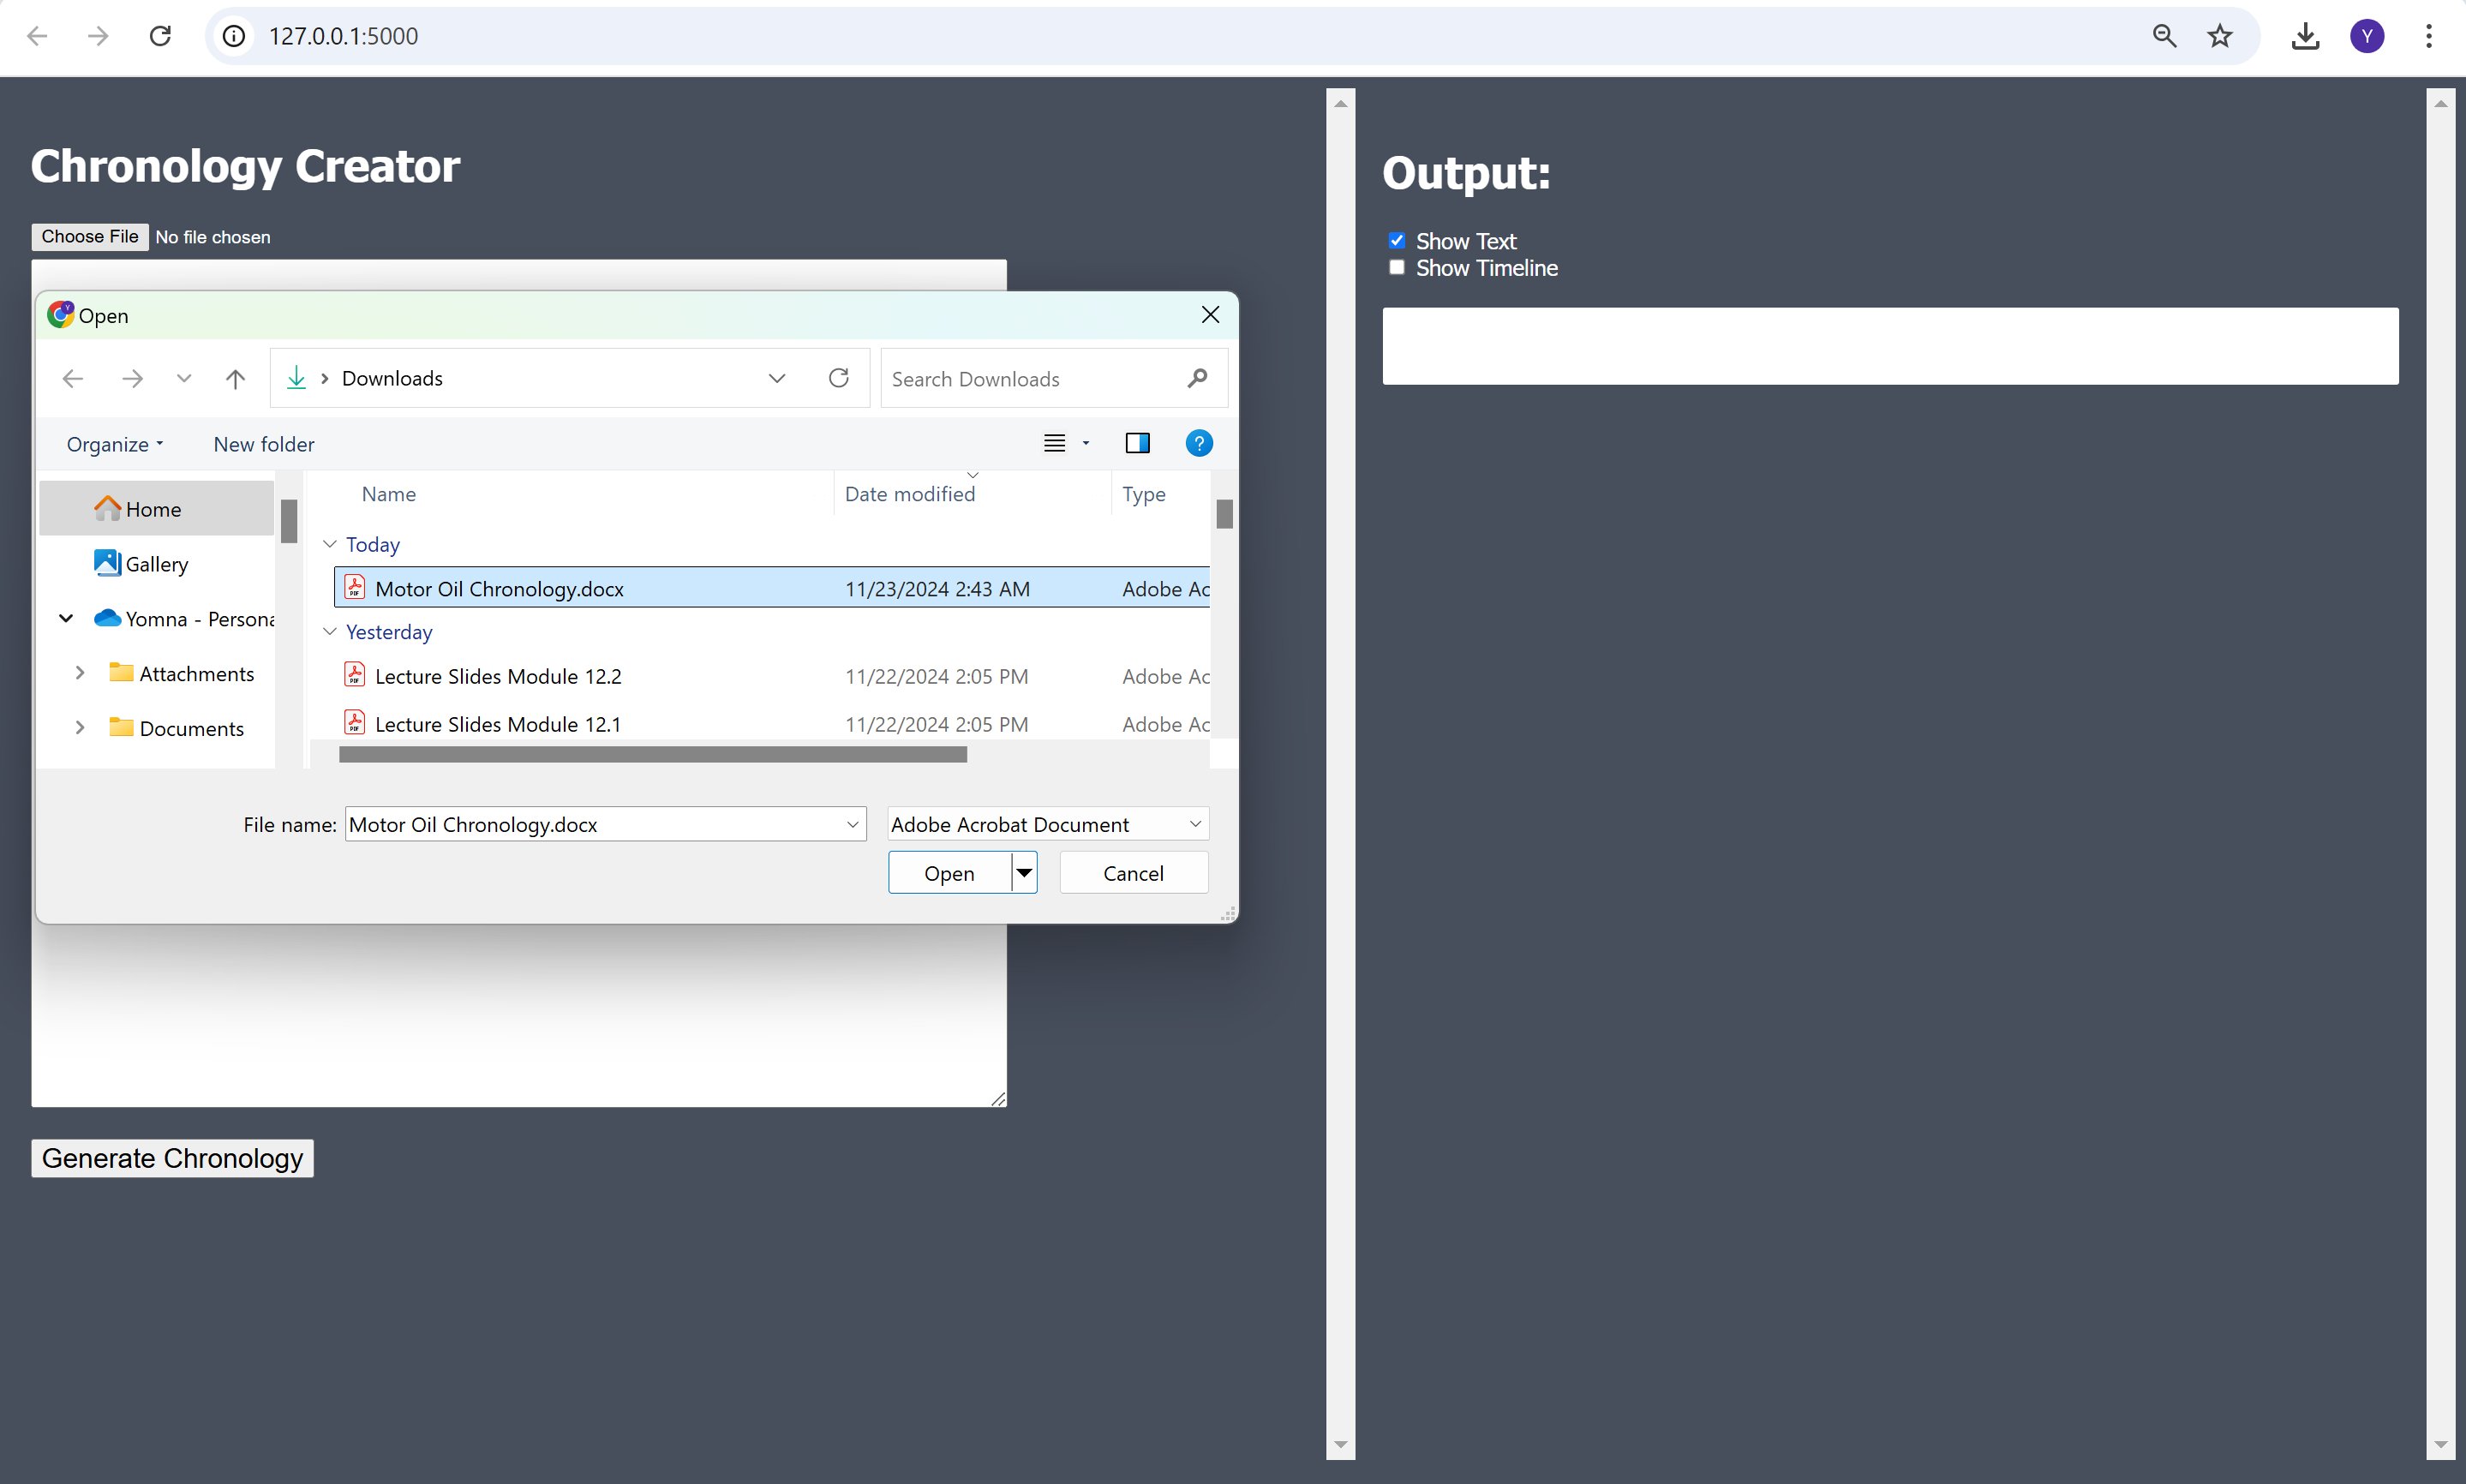 127.0.0.1:5000
Y
Chronology Creator
Choose File No file chosen
Open
Downloads
Search Downloads
Organize
New folder
Home
Gallery
Yomna - Persona
Attachments
Documents
Name Date modified Type
Today
Motor Oil Chronology.docx 11/23/2024 2:43 AM Adobe Ac
Yesterday
Lecture Slides Module 12.2 11/22/2024 2:05 PM Adobe Ac
Lecture Slides Module 12.1 11/22/2024 2:05 PM Adobe Ac
File name: Motor Oil Chronology.docx Adobe Acrobat Document
Open Cancel
Generate Chronology
Output:
Show Text
Show Timeline